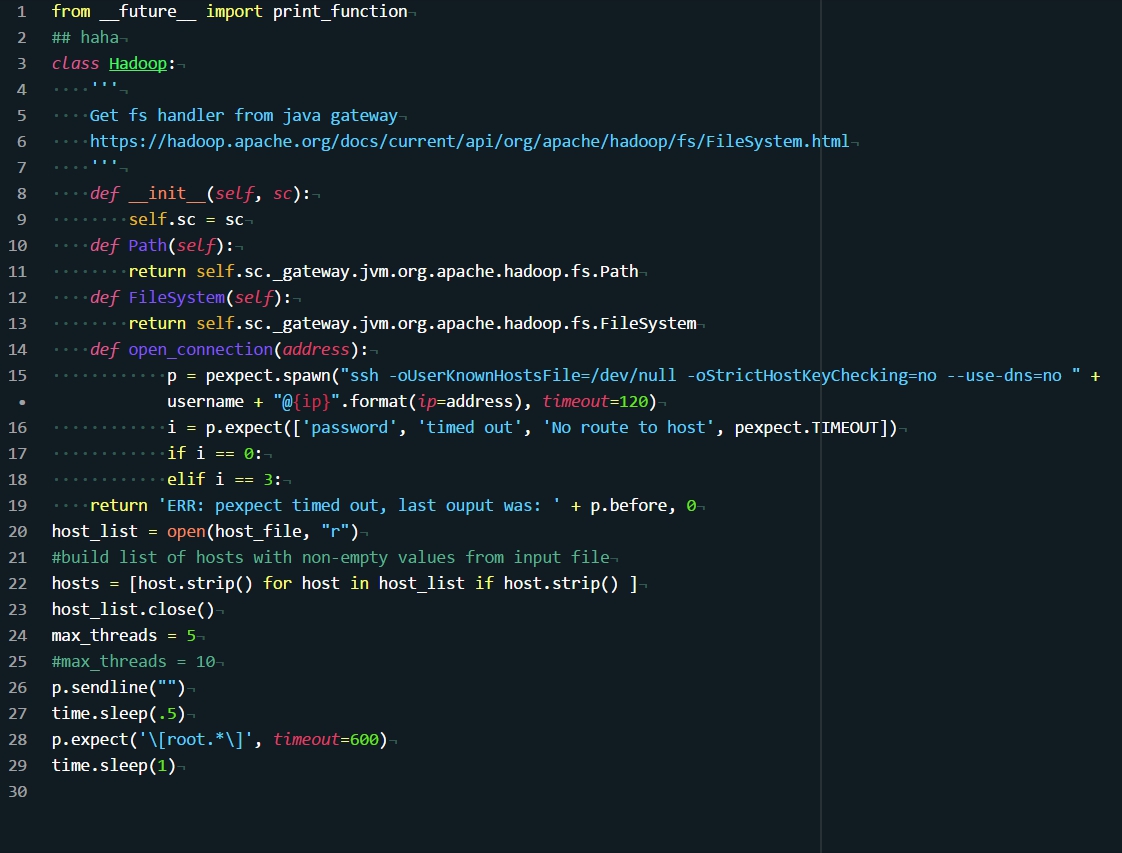 1 from __future__ import print_function¬
2 ## haha¬
3 class Hadoop:¬
4 ····'''¬
5 ····Get fs handler from java gateway¬
6 ····https://hadoop.apache.org/docs/current/api/org/apache/hadoop/fs/FileSystem.html¬
7 ····'''¬
8 ····def __init__(self, sc):¬
9 ········self.sc = sc¬
10 ····def Path(self):¬
11 ········return self.sc._gateway.jvm.org.apache.hadoop.fs.Path¬
12 ····def FileSystem(self):¬
13 ········return self.sc._gateway.jvm.org.apache.hadoop.fs.FileSystem¬
14 ····def open_connection(address):¬
15 ············p = pexpect.spawn("ssh -oUserKnownHostsFile=/dev/null -oStrictHostKeyChecking=no --use-dns=no " +
• username + "@{ip}".format(ip=address), timeout=120)¬
16 ············i = p.expect(['password', 'timed out', 'No route to host', pexpect.TIMEOUT])¬
17 ············if i == 0:¬
18 ············elif i == 3:¬
19 ····return 'ERR: pexpect timed out, last ouput was: ' + p.before, 0¬
20 host_list = open(host_file, "r")¬
21 #build list of hosts with non-empty values from input file¬
22 hosts = [host.strip() for host in host_list if host.strip() ]¬
23 host_list.close()¬
24 max_threads = 5¬
25 #max_threads = 10¬
26 p.sendline("")¬
27 time.sleep(.5)¬
28 p.expect('\[root.*\]', timeout=600)¬
29 time.sleep(1)¬
30